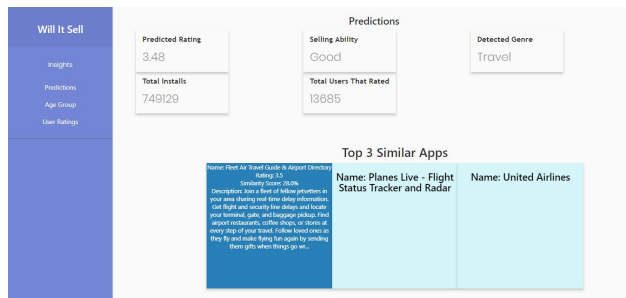 Will It Sell
Insights
Predictions
Age Group
User Ratings
Predictions
Predicted Rating
3.48
Selling Ability
Good
Detected Genre
Travel
Total Installs
749129
Total Users That Rated
13685
Top 3 Similar Apps
Name: Fleet Air Travel Guide & Airport Directory
Rating: 3.5
Similarity Score: 28.0%
Description: Join a fleet of fellow jetsetters in
your area sharing real-time delay information.
Get flight and security line delays and locate
your terminal, gate, and baggage pickup. Find
airport restaurants, coffee shops, or stores at
every step of your travel. Follow loved ones as
they fly and make flying fun again by sending
them gifts when things go wr...
Name: Planes Live - Flight
Status Tracker and Radar
Name: United Airlines